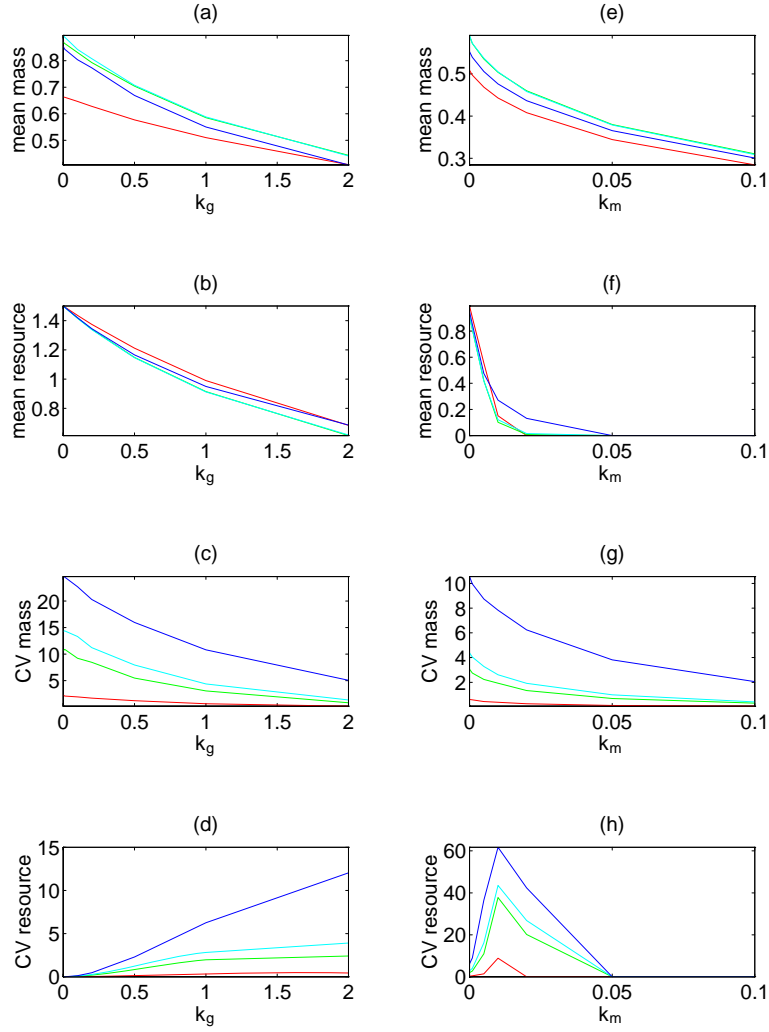 (a)
mean mass
0.8
0.7
0.6
0.5
0 0.5 1 1.5 2
k_g
(e)
mean mass
0.5
0.4
0.3
0 0.05 0.1
k_m
(b)
mean resource
1.4
1.2
1
0.8
0 0.5 1 1.5 2
k_g
(f)
mean resource
0.8
0.6
0.4
0.2
0
0 0.05 0.1
k_m
(c)
CV mass
20
15
10
5
0 0.5 1 1.5 2
k_g
(g)
CV mass
10
8
6
4
2
0 0.05 0.1
k_m
(d)
CV resource
15
10
5
0
0 0.5 1 1.5 2
k_g
(h)
CV resource
60
40
20
0
0 0.05 0.1
k_m